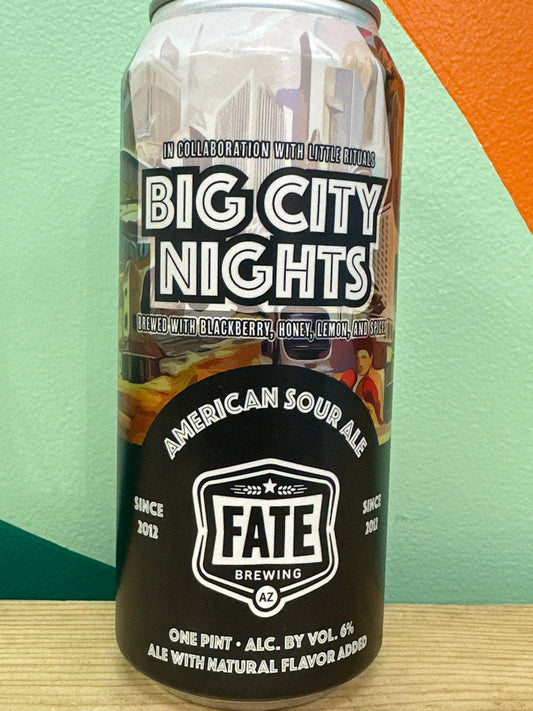 IN COLLABORATION WITH LITTLE RITUALS
BIG CITY
NIGHTS
BREWED WITH BLACKBERRY, HONEY, LEMON, AND SPICES
AMERICAN SOUR ALE
SINCE
2012
SINCE
2012
FATE
BREWING
AZ
ONE PINT • ALC. BY VOL. 6%
ALE WITH NATURAL FLAVOR ADDED